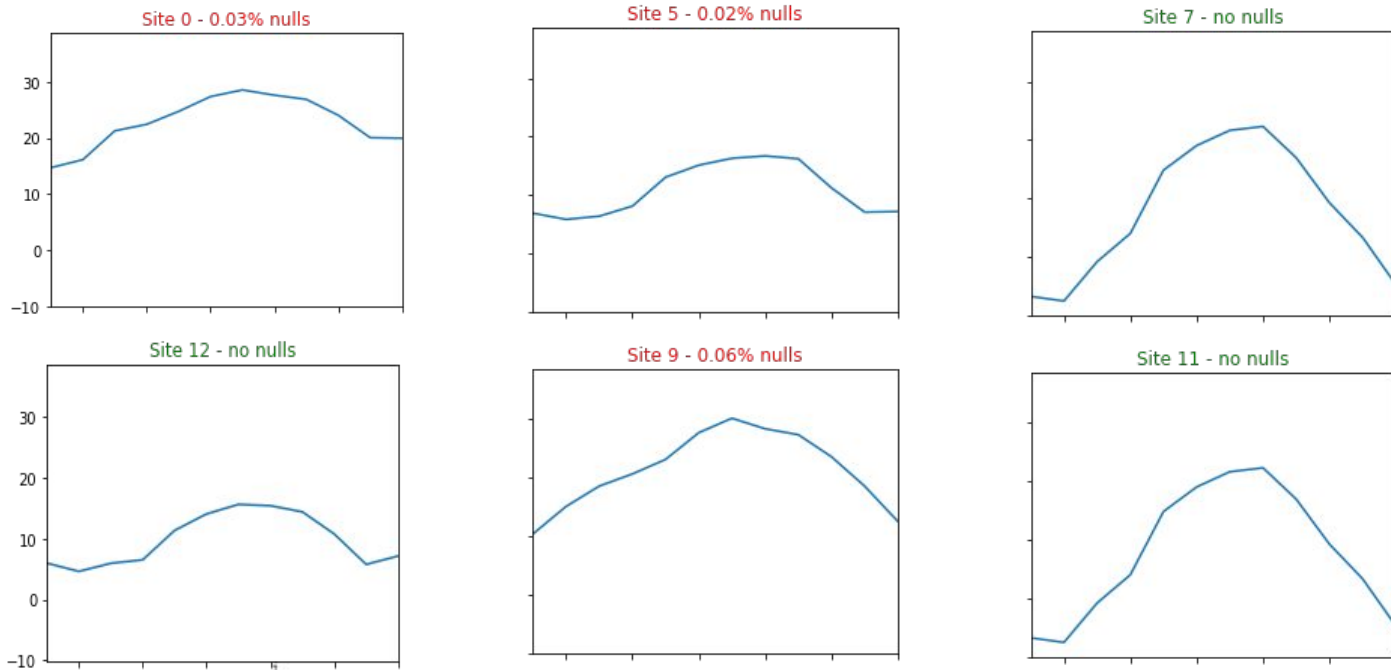 Site 0 - 0.03% nulls
Site 5 - 0.02% nulls
Site 7 - no nulls
30
20
10
0
−10
Site 12 - no nulls
Site 9 - 0.06% nulls
Site 11 - no nulls
30
20
10
0
−10